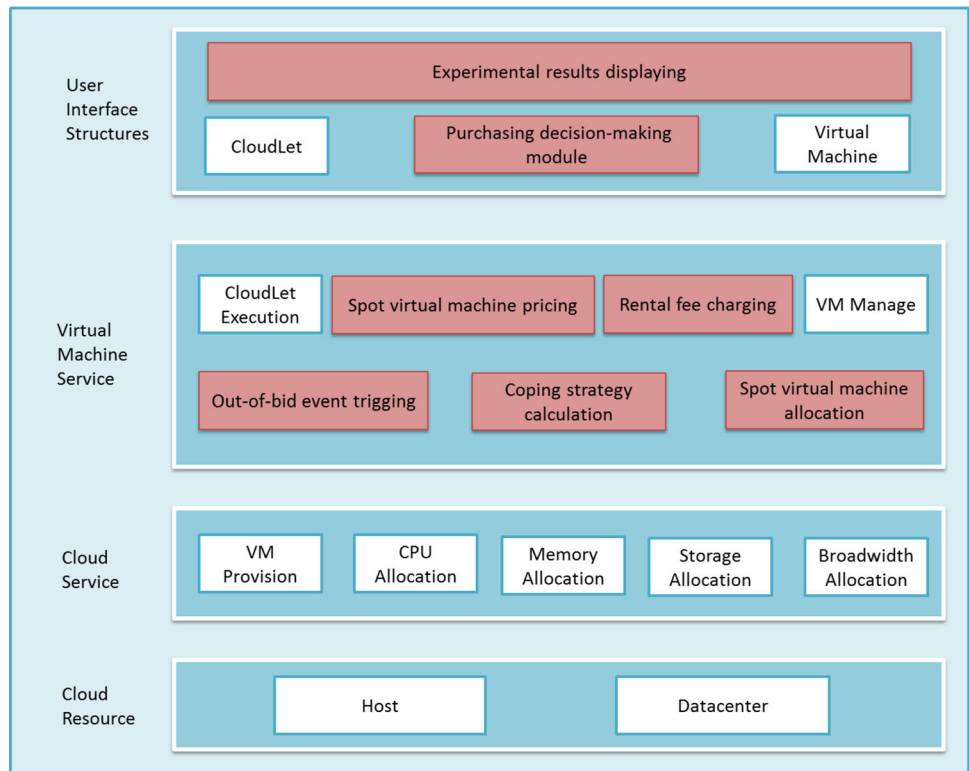 User
Interface
Structures
Experimental results displaying
CloudLet
Purchasing decision-making
module
Virtual
Machine
Virtual
Machine
Service
CloudLet
Execution
Spot virtual machine pricing
Rental fee charging
VM Manage
Out-of-bid event trigging
Coping strategy
calculation
Spot virtual machine
allocation
Cloud
Service
VM
Provision
CPU
Allocation
Memory
Allocation
Storage
Allocation
Broadwidth
Allocation
Cloud
Resource
Host
Datacenter